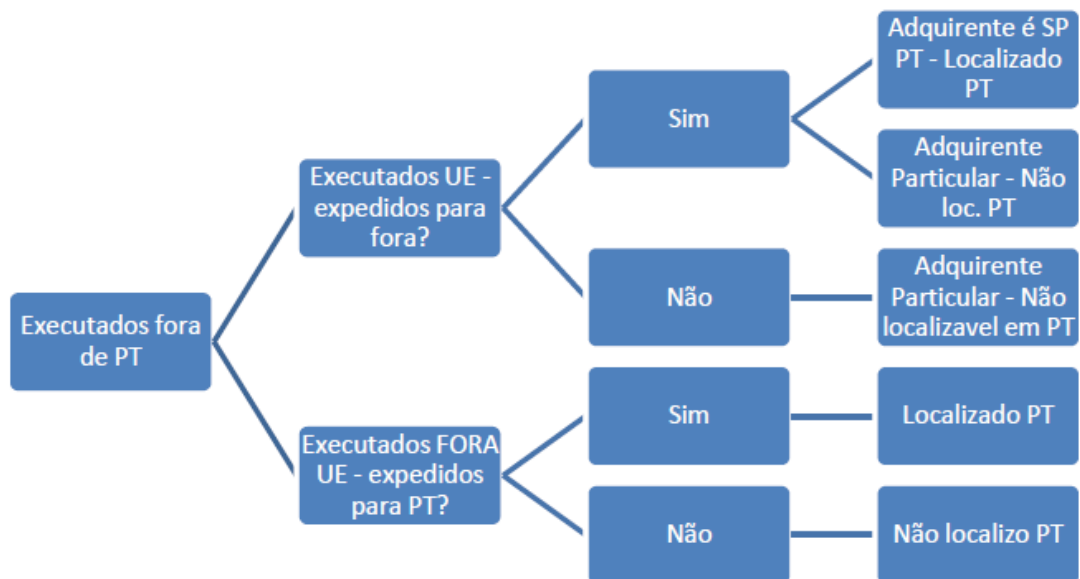 Executados fora
de PT
Executados UE -
expedidos para
fora?
Sim
Adquirente é SP
PT - Localizado
PT
Adquirente
Particular - Não
loc. PT
Não
Adquirente
Particular - Não
localizavel em PT
Executados FORA
UE - expedidos
para PT?
Sim
Localizado PT
Não
Não localizo PT